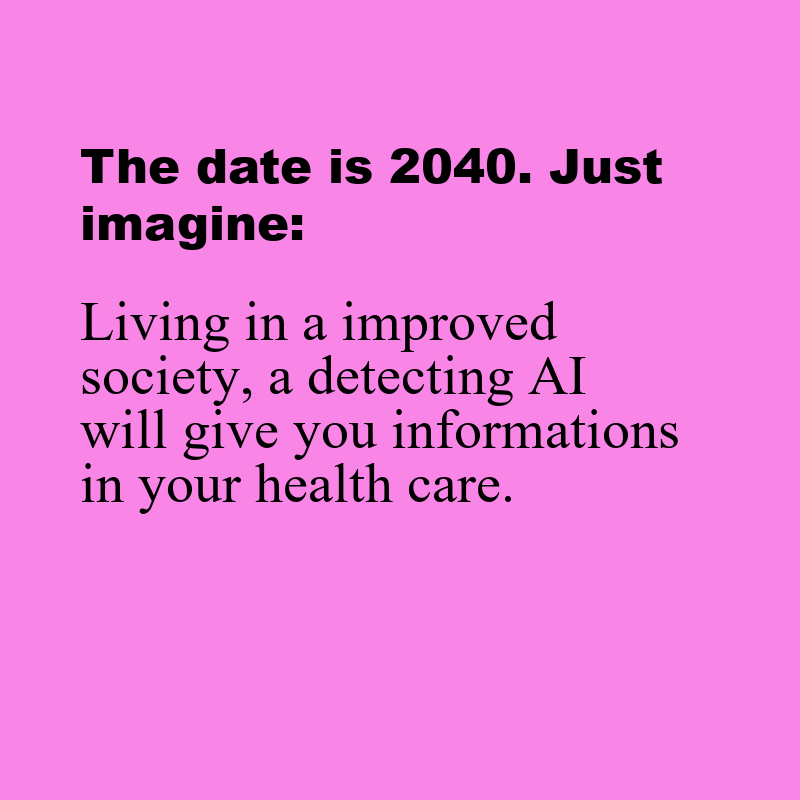 The date is 2040. Just
imagine:
Living in a improved
society, a detecting AI
will give you informations
in your health care.